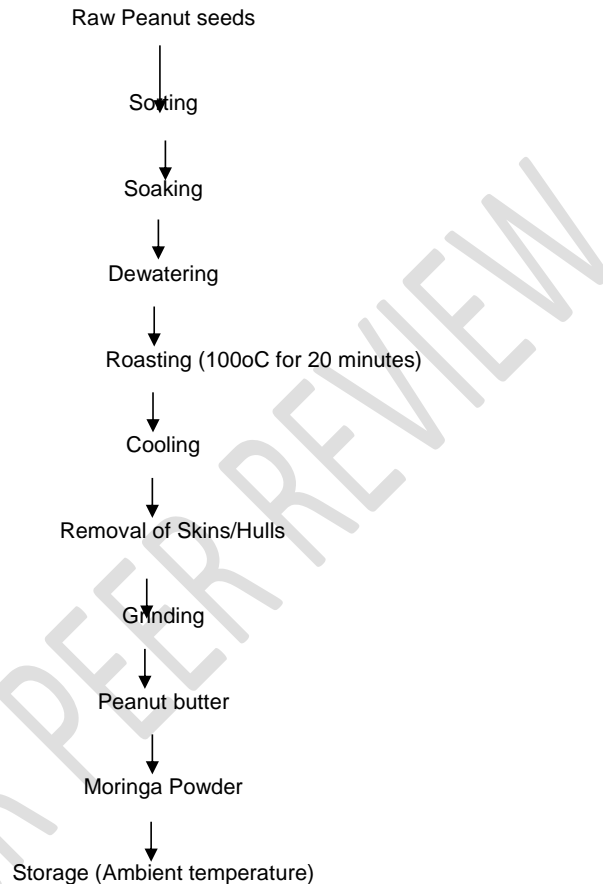 Raw Peanut seeds
Sorting
Soaking
Dewatering
Roasting (100oC for 20 minutes)
Cooling
Removal of Skins/Hulls
Grinding
Peanut butter
Moringa Powder
Storage (Ambient temperature)
R PEER REVIEW